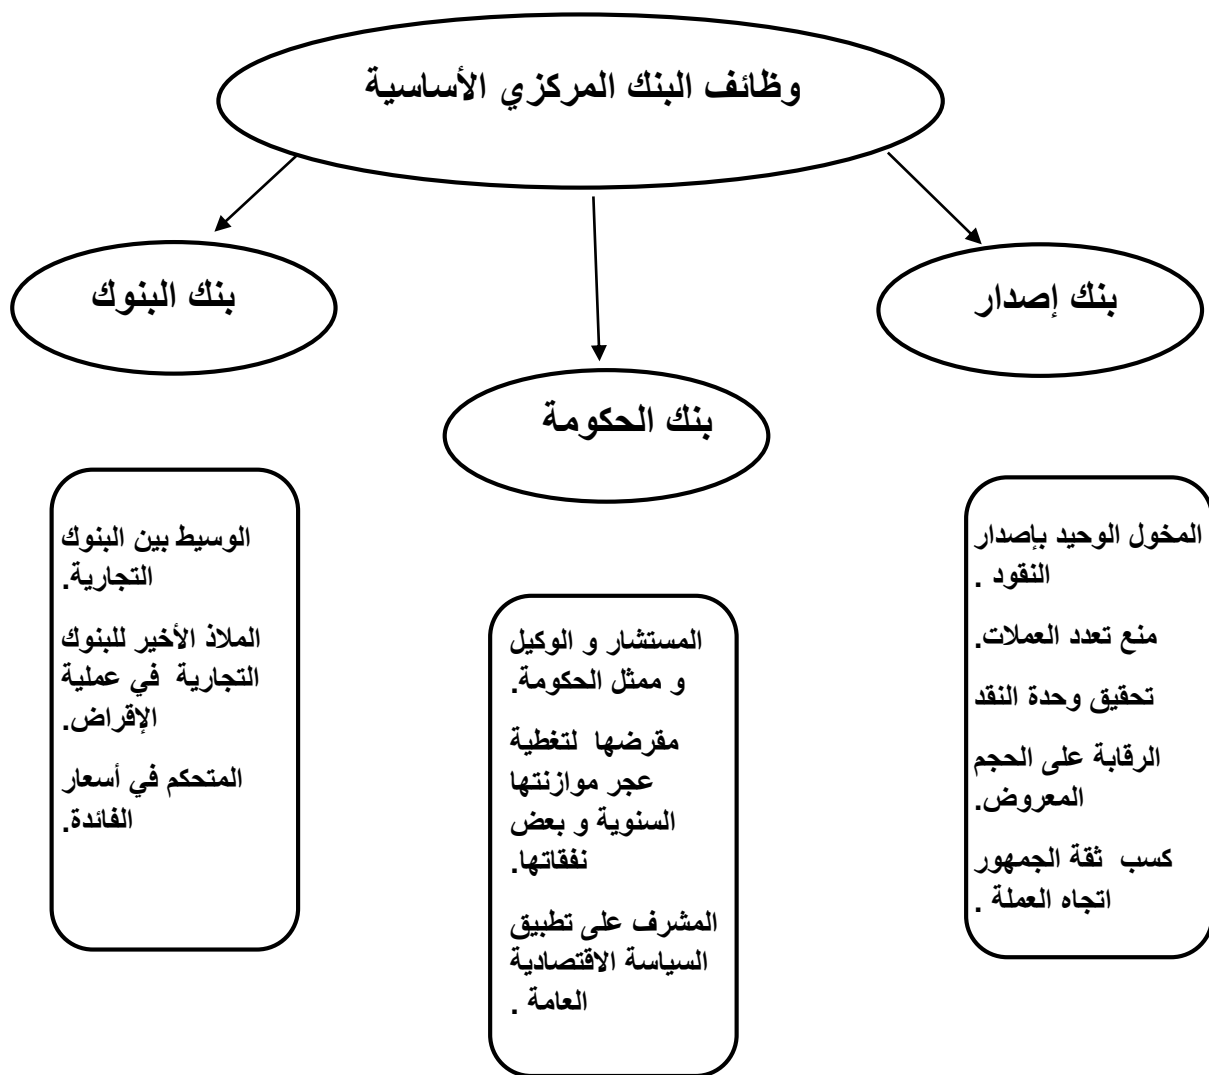 وظائف البنك المركزي الأساسية
بنك إصدار
بنك الحكومة
بنك البنوك
المخول الوحيد بإصدار
النقود .
منع تعدد العملات.
تحقيق وحدة النقد
الرقابة على الحجم
المعروض.
كسب ثقة الجمهور
اتجاه العملة .
المستشار و الوكيل
و ممثل الحكومة.
مقرضها لتغطية
عجر موازنتها
السنوية و بعض
نفقاتها.
المشرف على تطبيق
السياسة الاقتصادية
العامة .
الوسيط بين البنوك
التجارية.
الملاذ الأخير للبنوك
التجارية في عملية
الإقراض.
المتحكم في أسعار
الفائدة.